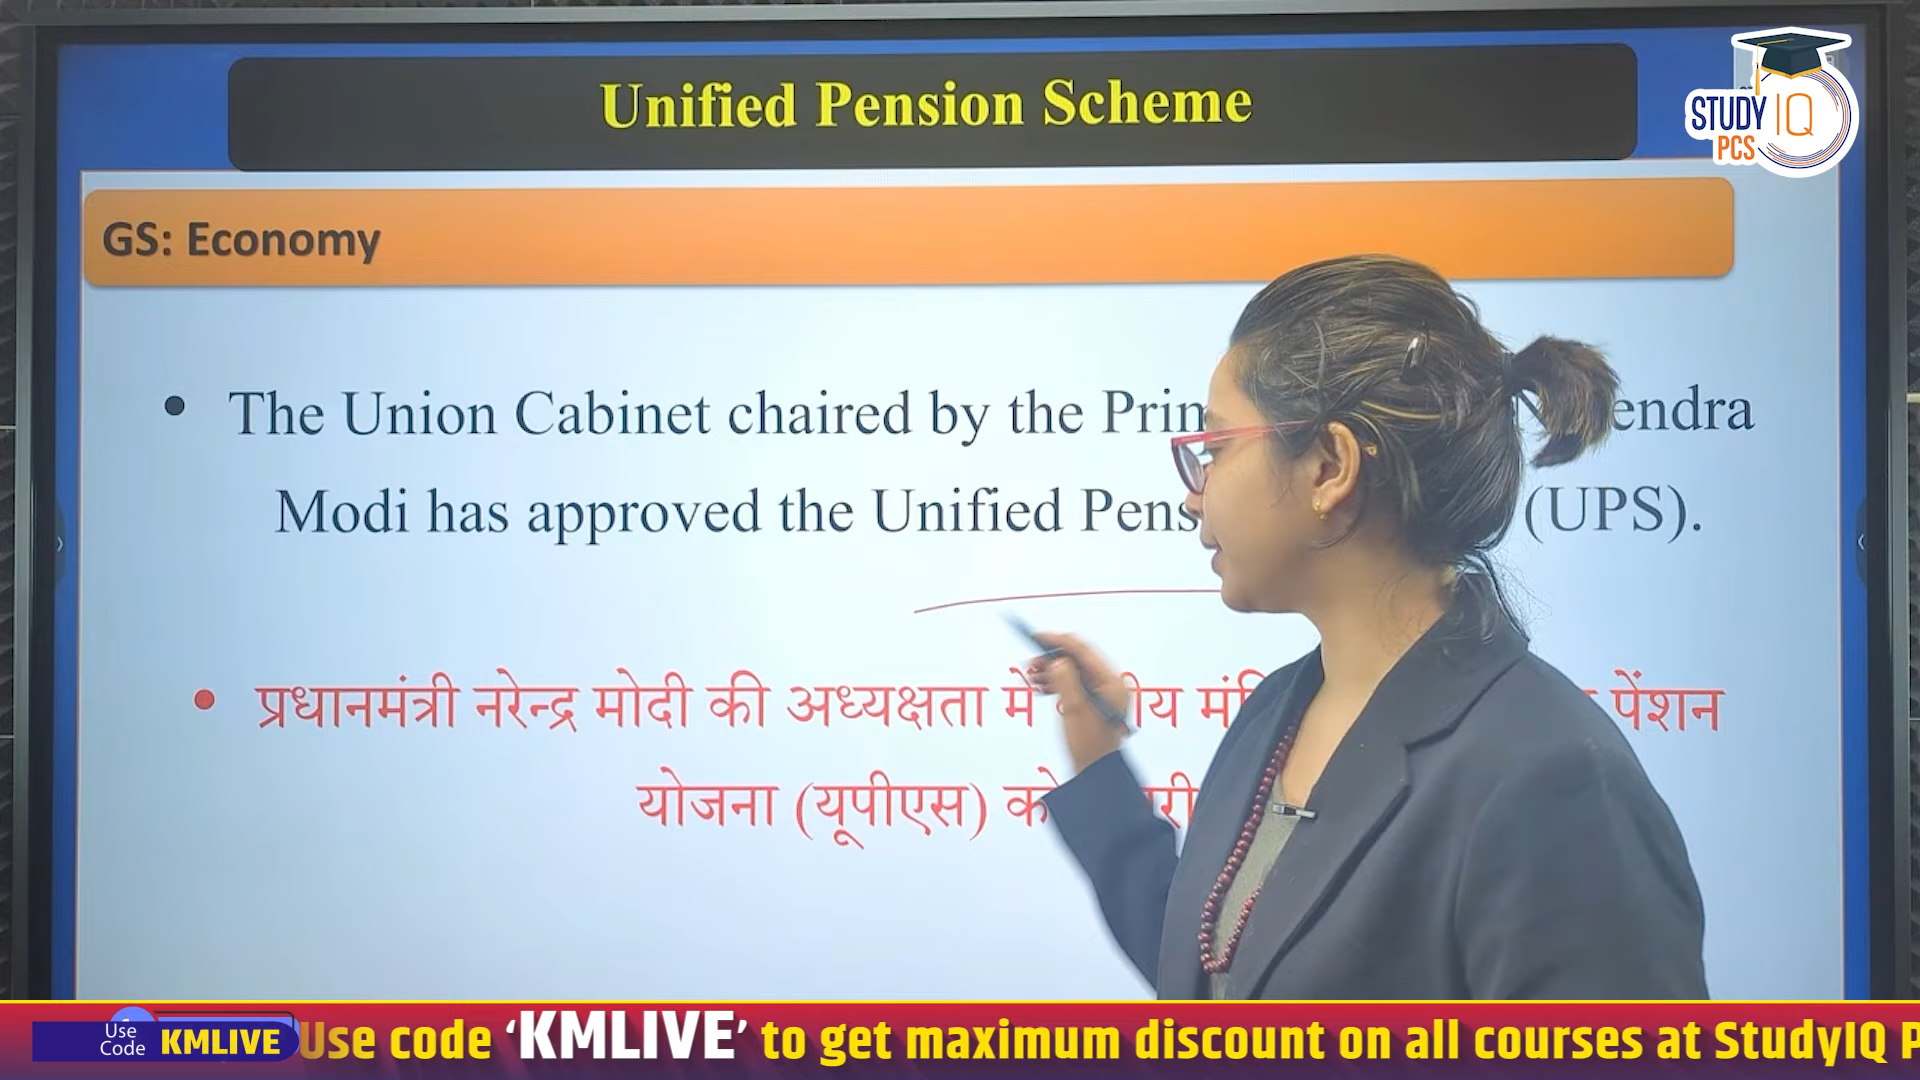 Unified Pension Scheme
STUDY IQ
PCS
GS: Economy
• The Union Cabinet chaired by the endra
Modi has approved the Unified (UPS).
• प्रधानमंत्री नरेन्द्र मोदी की अध्यक्षता में पेंशन
योजना (यूपीएस)
Use
Code
KMLIVE
Use code ‘KMLIVE’ to get maximum discount on all courses at StudyIQ P